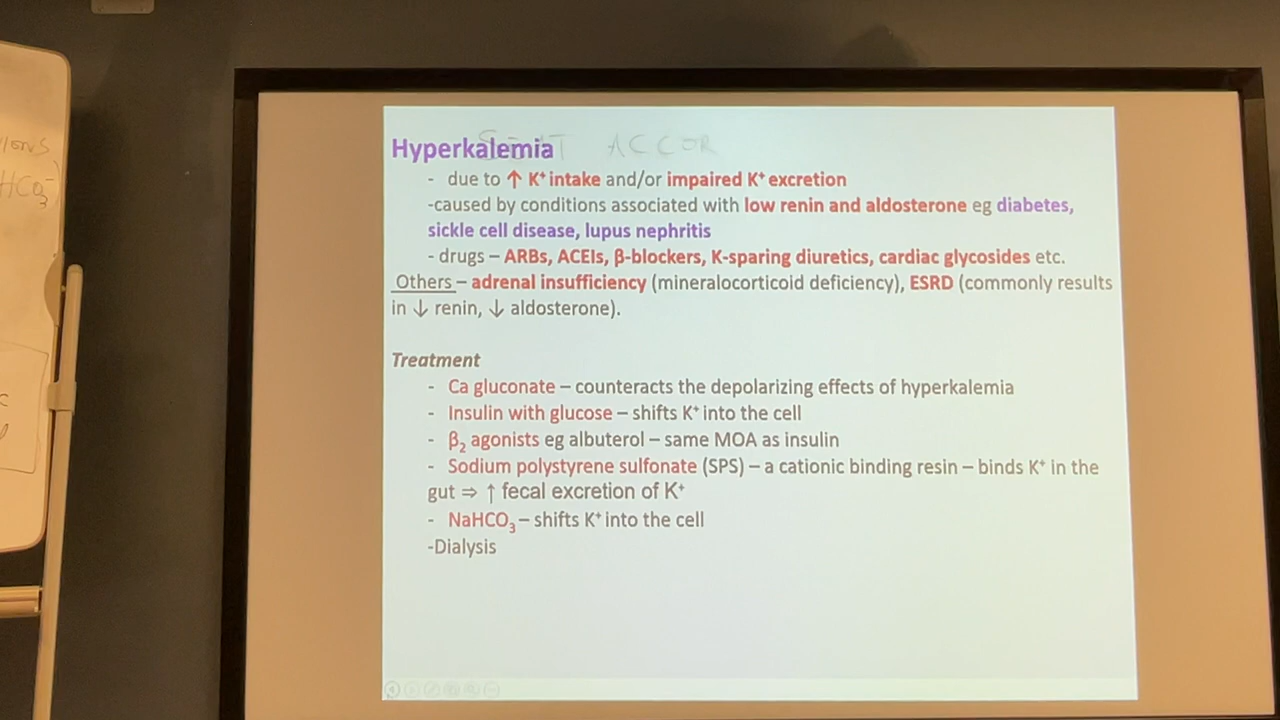 ions
HCO₃⁻
Hyperkalemia
ACCOR
- due to ↑ K⁺ intake and/or impaired K⁺ excretion
-caused by conditions associated with low renin and aldosterone eg diabetes,
sickle cell disease, lupus nephritis
- drugs – ARBs, ACEIs, β-blockers, K-sparing diuretics, cardiac glycosides etc.
Others – adrenal insufficiency (mineralocorticoid deficiency), ESRD (commonly results
in ↓ renin, ↓ aldosterone).
Treatment
- Ca gluconate – counteracts the depolarizing effects of hyperkalemia
- Insulin with glucose – shifts K⁺ into the cell
- β₂ agonists eg albuterol – same MOA as insulin
- Sodium polystyrene sulfonate (SPS) – a cationic binding resin – binds K⁺ in the
gut ⇒ ↑ fecal excretion of K⁺
- NaHCO₃ – shifts K⁺ into the cell
-Dialysis